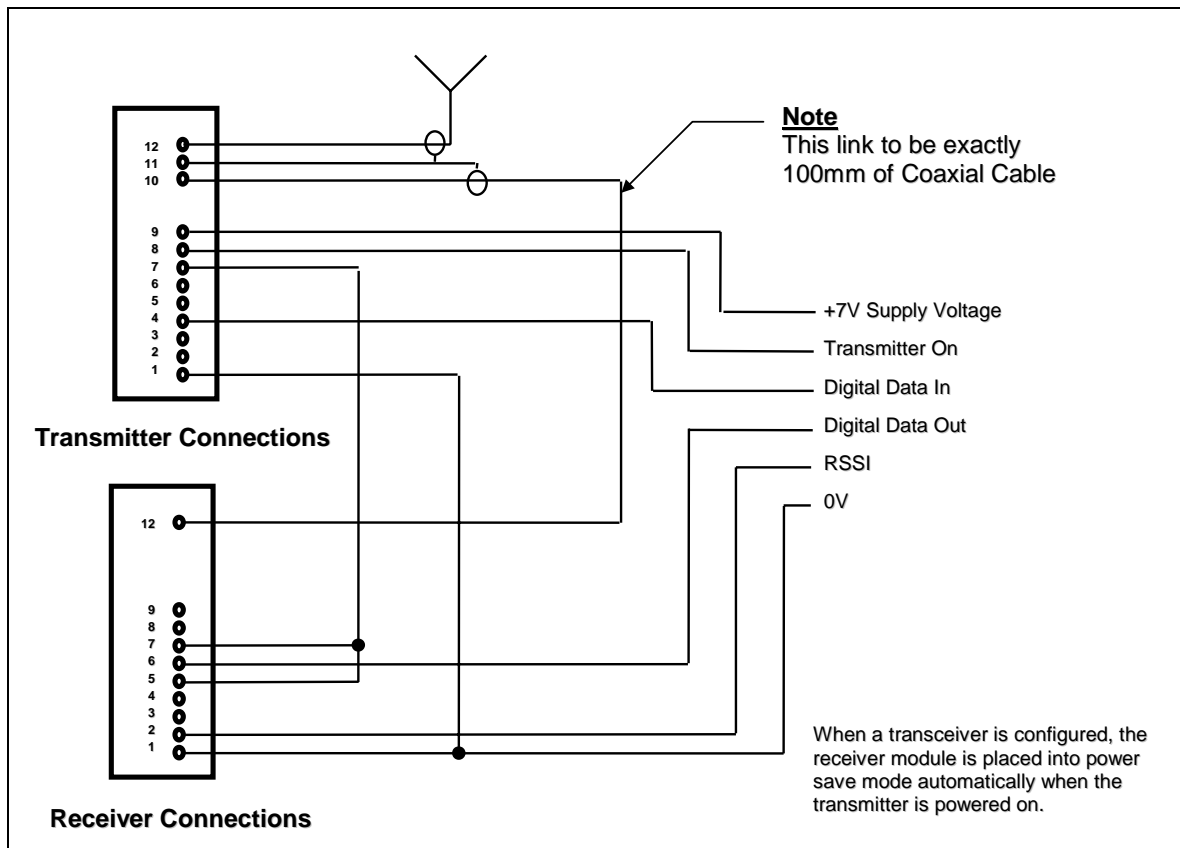 Note
This link to be exactly
100mm of Coaxial Cable
12
11
10
9
8
7
6
5
4
3
2
1
+7V Supply Voltage
Transmitter On
Digital Data In
Digital Data Out
RSSI
0V
Transmitter Connections
12
9
8
7
6
5
4
3
2
1
When a transceiver is configured, the
receiver module is placed into power
save mode automatically when the
transmitter is powered on.
Receiver Connections